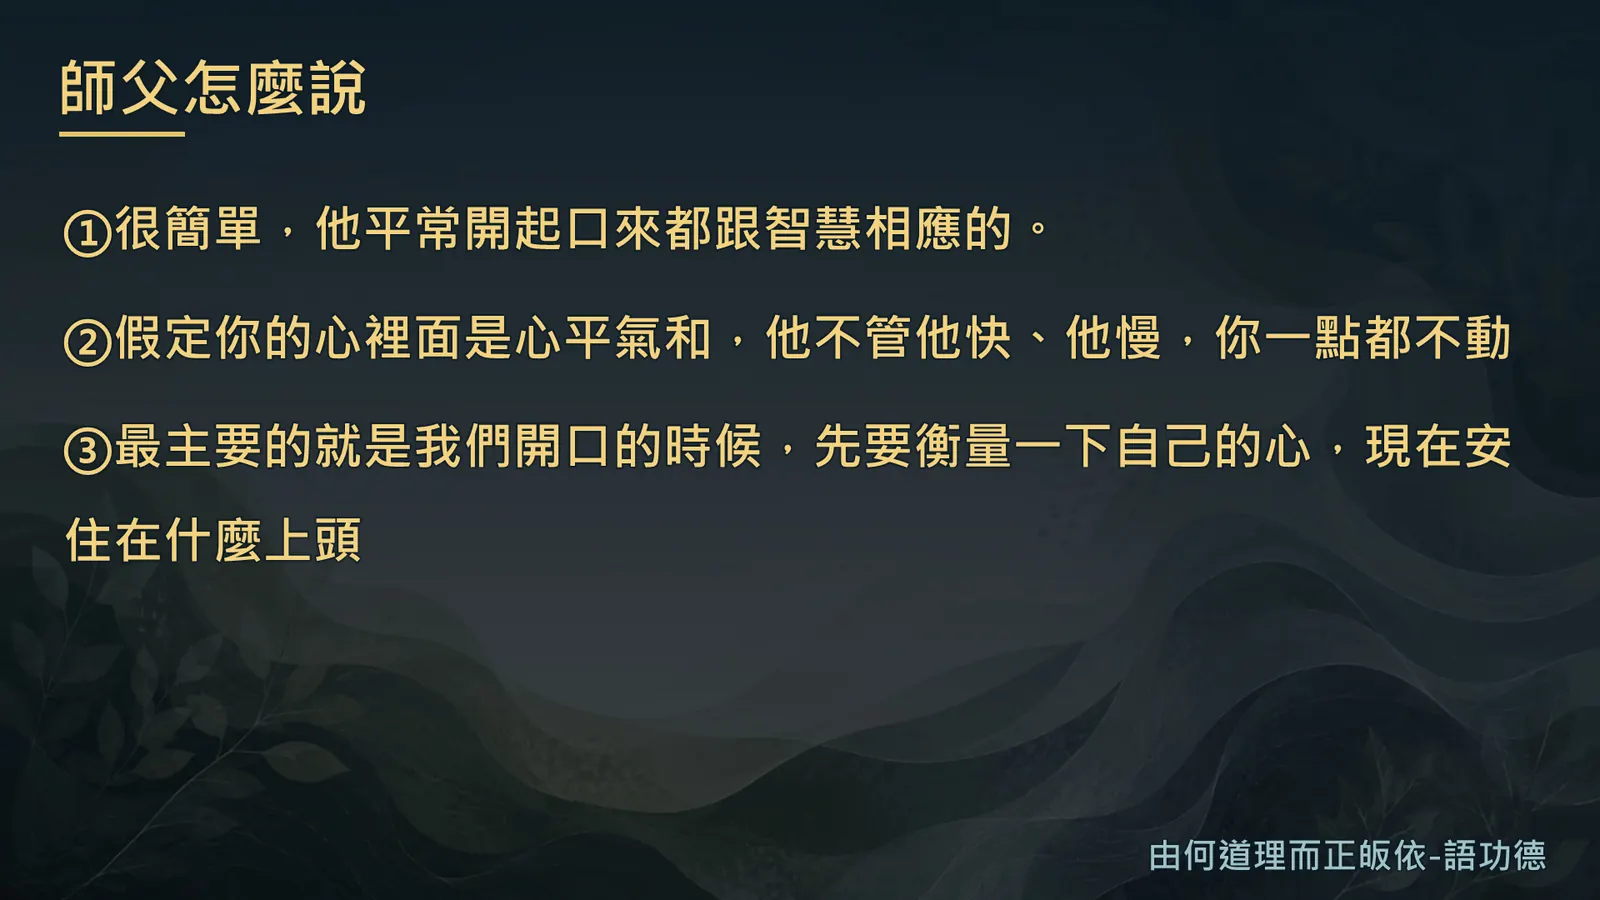 師父怎麼說
①很簡單，他平常開起口來都跟智慧相應的。
②假定你的心裡面是心平氣和，他不管他快、他慢，你一點都不動
③最主要的就是我們開口的時候，先要衡量一下自己的心，現在安
住在什麼上頭
由何道理而正皈依-語功德